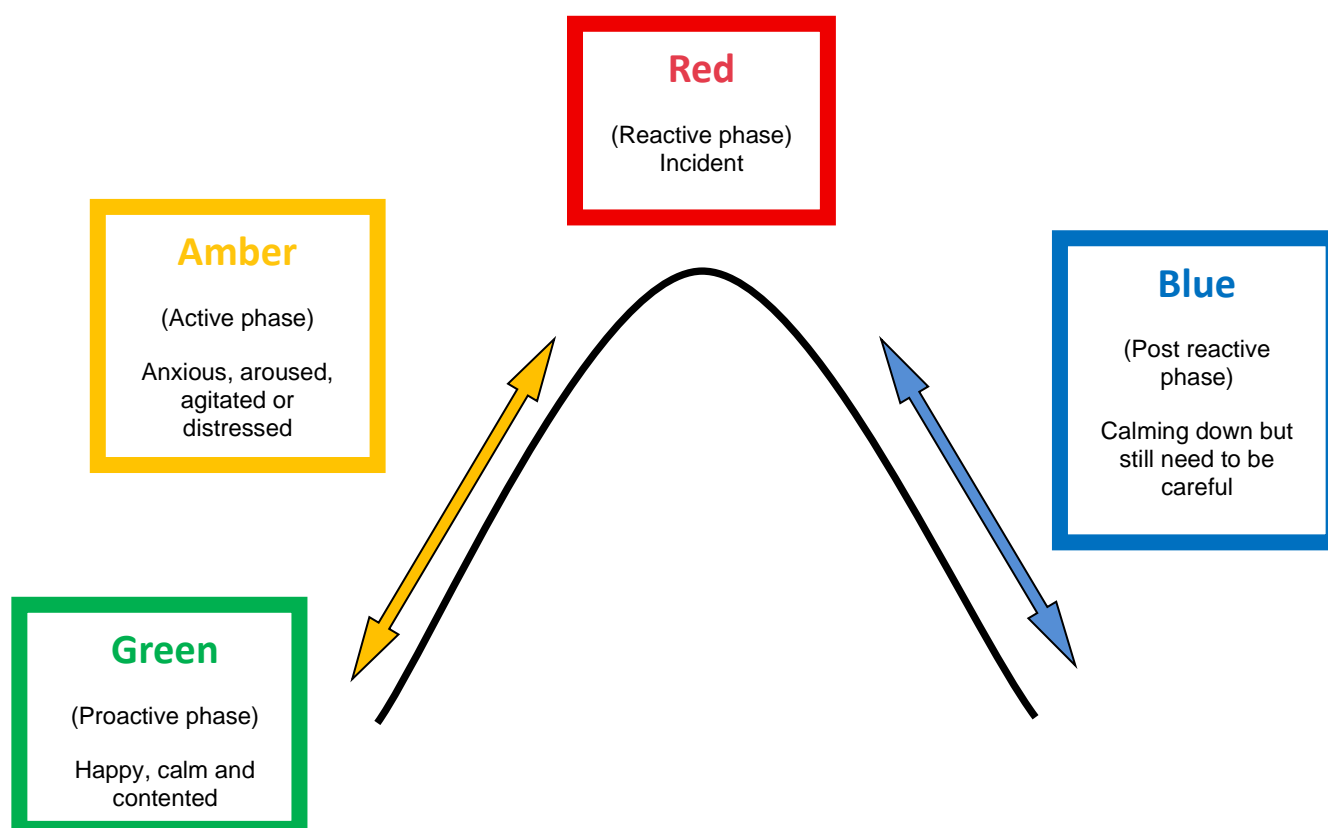 Red
(Reactive phase)
Incident
Amber
(Active phase)
Anxious, aroused,
agitated or
distressed
Blue
(Post reactive
phase)
Calming down but
still need to be
careful
Green
(Proactive phase)
Happy, calm and
contented